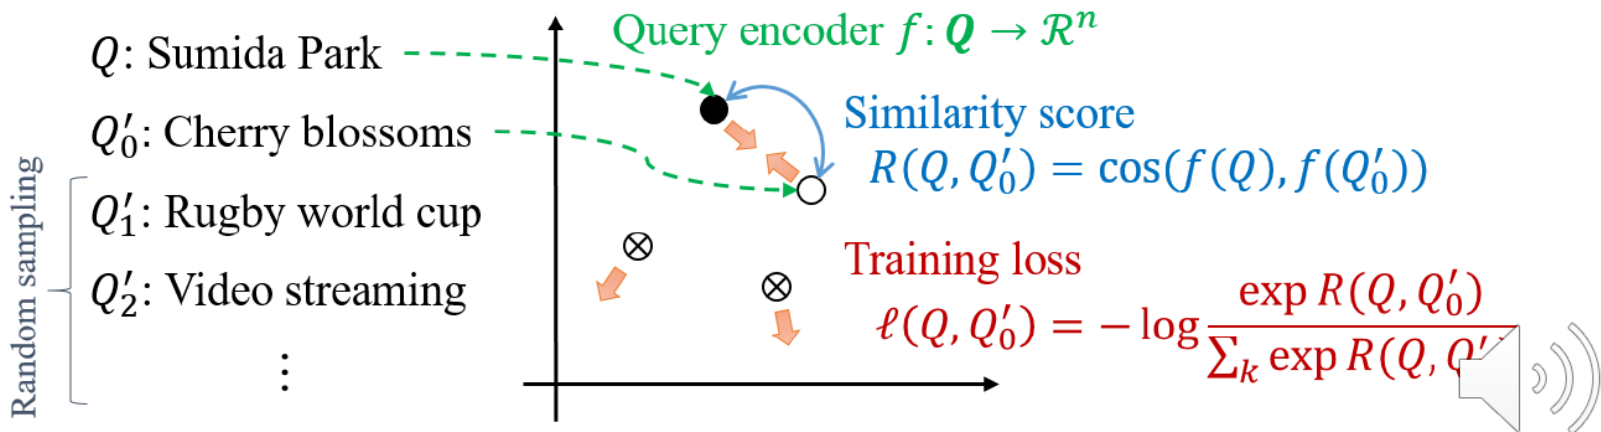 Query encoder f: Q → ℛⁿ
Q: Sumida Park
Q′₀: Cherry blossoms
Q′₁: Rugby world cup
Q′₂: Video streaming
⋮
Random sampling
Similarity score
R(Q, Q′₀) = cos(f(Q), f(Q′₀))
Training loss
ℓ(Q, Q′₀) = −log exp R(Q, Q′₀) / ∑ₖ exp R(Q, Q′